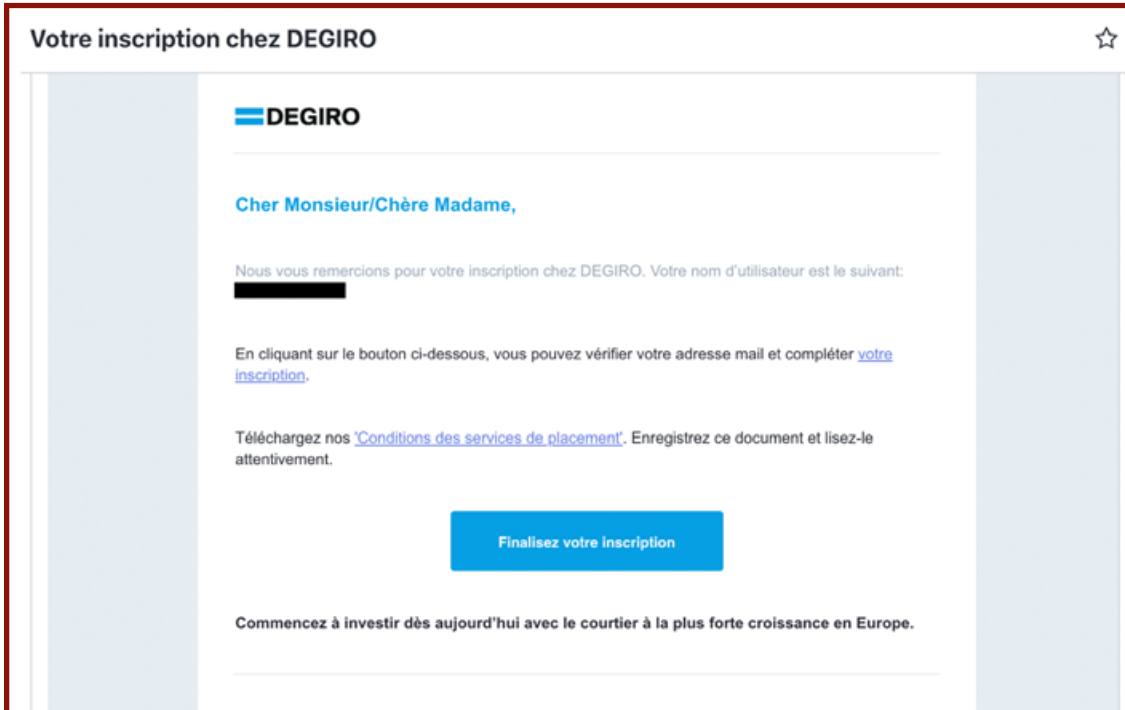 Votre inscription chez DEGIRO
DEGIRO
Cher Monsieur/Chère Madame,
Nous vous remercions pour votre inscription chez DEGIRO. Votre nom d'utilisateur est le suivant:
En cliquant sur le bouton ci-dessous, vous pouvez vérifier votre adresse mail et compléter votre
inscription.
Téléchargez nos 'Conditions des services de placement'. Enregistrez ce document et lisez-le
attentivement.
Finalisez votre inscription
Commencez à investir dès aujourd'hui avec le courtier à la plus forte croissance en Europe.